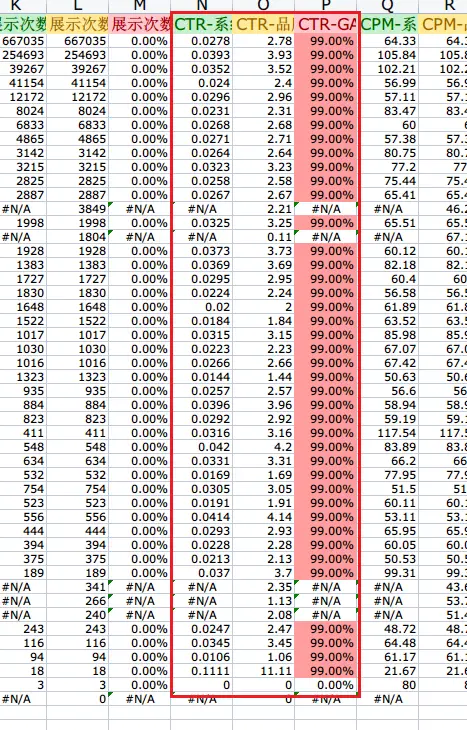 K L M N O P Q R
展示次数 展示次数 展示次数 CTR-系 CTR-品 CTR-GA CPM-系 CPM-
667035 667035 0.00% 0.0278 2.78 99.00% 64.33 64.
254693 254693 0.00% 0.0393 3.93 99.00% 105.84 105.8
39267 39267 0.00% 0.0352 3.52 99.00% 102.21 102.2
41154 41154 0.00% 0.024 2.4 99.00% 56.99 56.9
12172 12172 0.00% 0.0296 2.96 99.00% 57.11 57.
8024 8024 0.00% 0.0231 2.31 99.00% 83.47 83.4
6833 6833 0.00% 0.0268 2.68 99.00% 60
4865 4865 0.00% 0.0271 2.71 99.00% 57.38 57.
3142 3142 0.00% 0.0264 2.64 99.00% 80.75 80.
3215 3215 0.00% 0.0323 3.23 99.00% 77.2 77.
2825 2825 0.00% 0.0258 2.58 99.00% 75.44 75.4
2887 2887 0.00% 0.0267 2.67 99.00% 65.41 65.4
#N/A 3849 #N/A #N/A 2.21 #N/A #N/A 46.
1998 1998 0.00% 0.0325 3.25 99.00% 65.51 65.5
#N/A 1804 #N/A #N/A 0.11 #N/A #N/A 67.
1928 1928 0.00% 0.0373 3.73 99.00% 60.12 60.
1383 1383 0.00% 0.0369 3.69 99.00% 82.18 82.
1727 1727 0.00% 0.0295 2.95 99.00% 60.4 60.
1830 1830 0.00% 0.0224 2.24 99.00% 56.58 56.5
1648 1648 0.00% 0.02 2 99.00% 61.89 61.8
1522 1522 0.00% 0.0184 1.84 99.00% 63.52 63.5
1017 1017 0.00% 0.0315 3.15 99.00% 85.98 85.9
1030 1030 0.00% 0.0223 2.23 99.00% 67.07 67.0
1016 1016 0.00% 0.0266 2.66 99.00% 67.42 67.4
1323 1323 0.00% 0.0144 1.44 99.00% 50.63 50.6
935 935 0.00% 0.0257 2.57 99.00% 56.6 56.
884 884 0.00% 0.0396 3.96 99.00% 58.94 58.9
823 823 0.00% 0.0292 2.92 99.00% 59.19 59.
411 411 0.00% 0.0316 3.16 99.00% 117.54 117.
548 548 0.00% 0.042 4.2 99.00% 83.89 83.8
634 634 0.00% 0.0331 3.31 99.00% 66.2 66.
532 532 0.00% 0.0169 1.69 99.00% 77.95 77.9
754 754 0.00% 0.0305 3.05 99.00% 51.5 51
523 523 0.00% 0.0191 1.91 99.00% 60.11 60.
556 556 0.00% 0.0414 4.14 99.00% 53.11 53.
444 444 0.00% 0.0293 2.93 99.00% 65.95 65.9
394 394 0.00% 0.0228 2.28 99.00% 60.05 60.0
375 375 0.00% 0.0213 2.13 99.00% 50.53 50.5
189 189 0.00% 0.037 3.7 99.00% 99.31 99.
#N/A 341 #N/A #N/A 2.35 #N/A #N/A 43.6
#N/A 266 #N/A #N/A 1.13 #N/A #N/A 53.
#N/A 240 #N/A #N/A 2.08 #N/A #N/A 51.4
243 243 0.00% 0.0247 2.47 99.00% 48.72 48.
116 116 0.00% 0.0345 3.45 99.00% 64.48 64.4
94 94 0.00% 0.0106 1.06 99.00% 61.17 61.
18 18 0.00% 0.1111 11.11 99.00% 21.67 21.6
3 3 0.00% 0 0 0.00% 80
#N/A 0 #N/A #N/A 0 #N/A #N/A